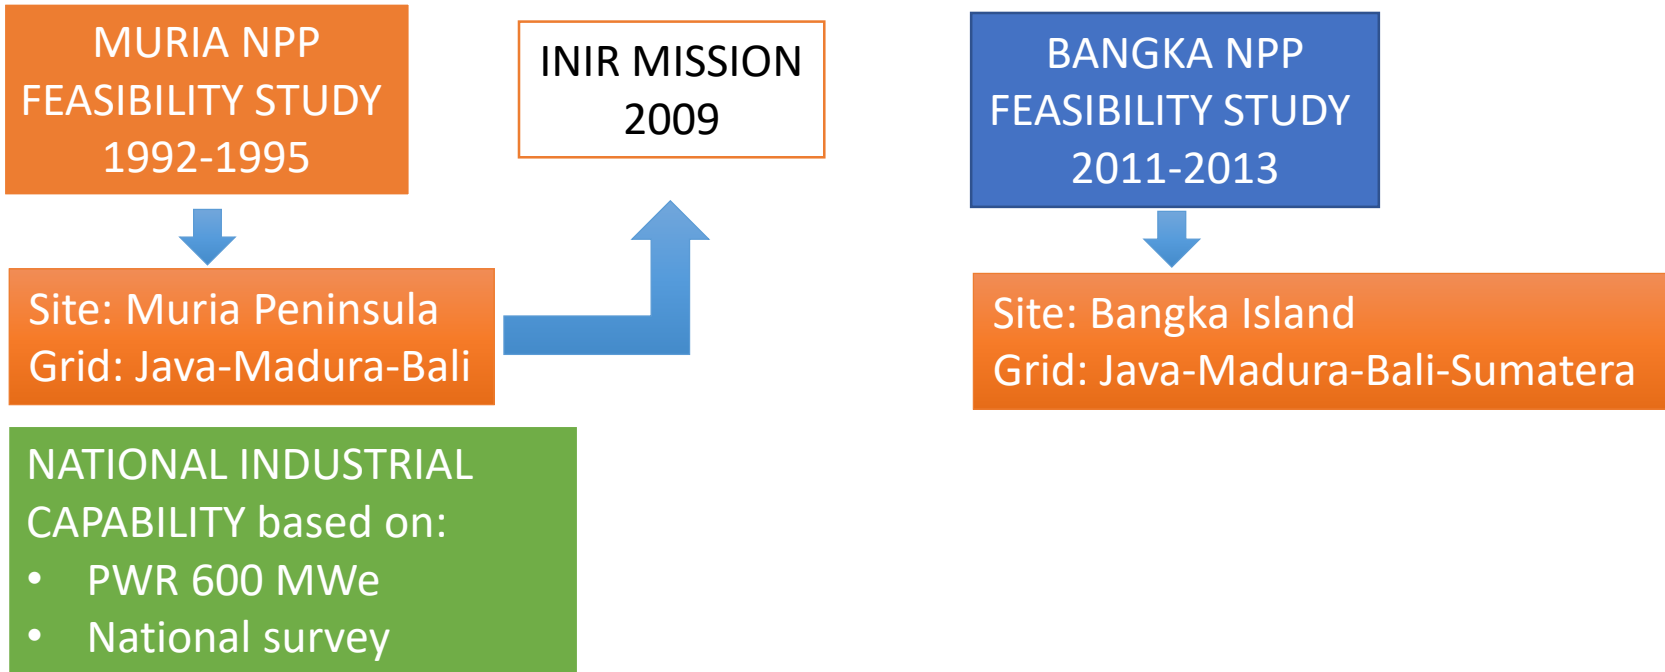 MURIA NPP
FEASIBILITY STUDY
1992-1995
INIR MISSION
2009
BANGKA NPP
FEASIBILITY STUDY
2011-2013
Site: Muria Peninsula
Grid: Java-Madura-Bali
Site: Bangka Island
Grid: Java-Madura-Bali-Sumatera
NATIONAL INDUSTRIAL
CAPABILITY based on:
• PWR 600 MWe
• National survey